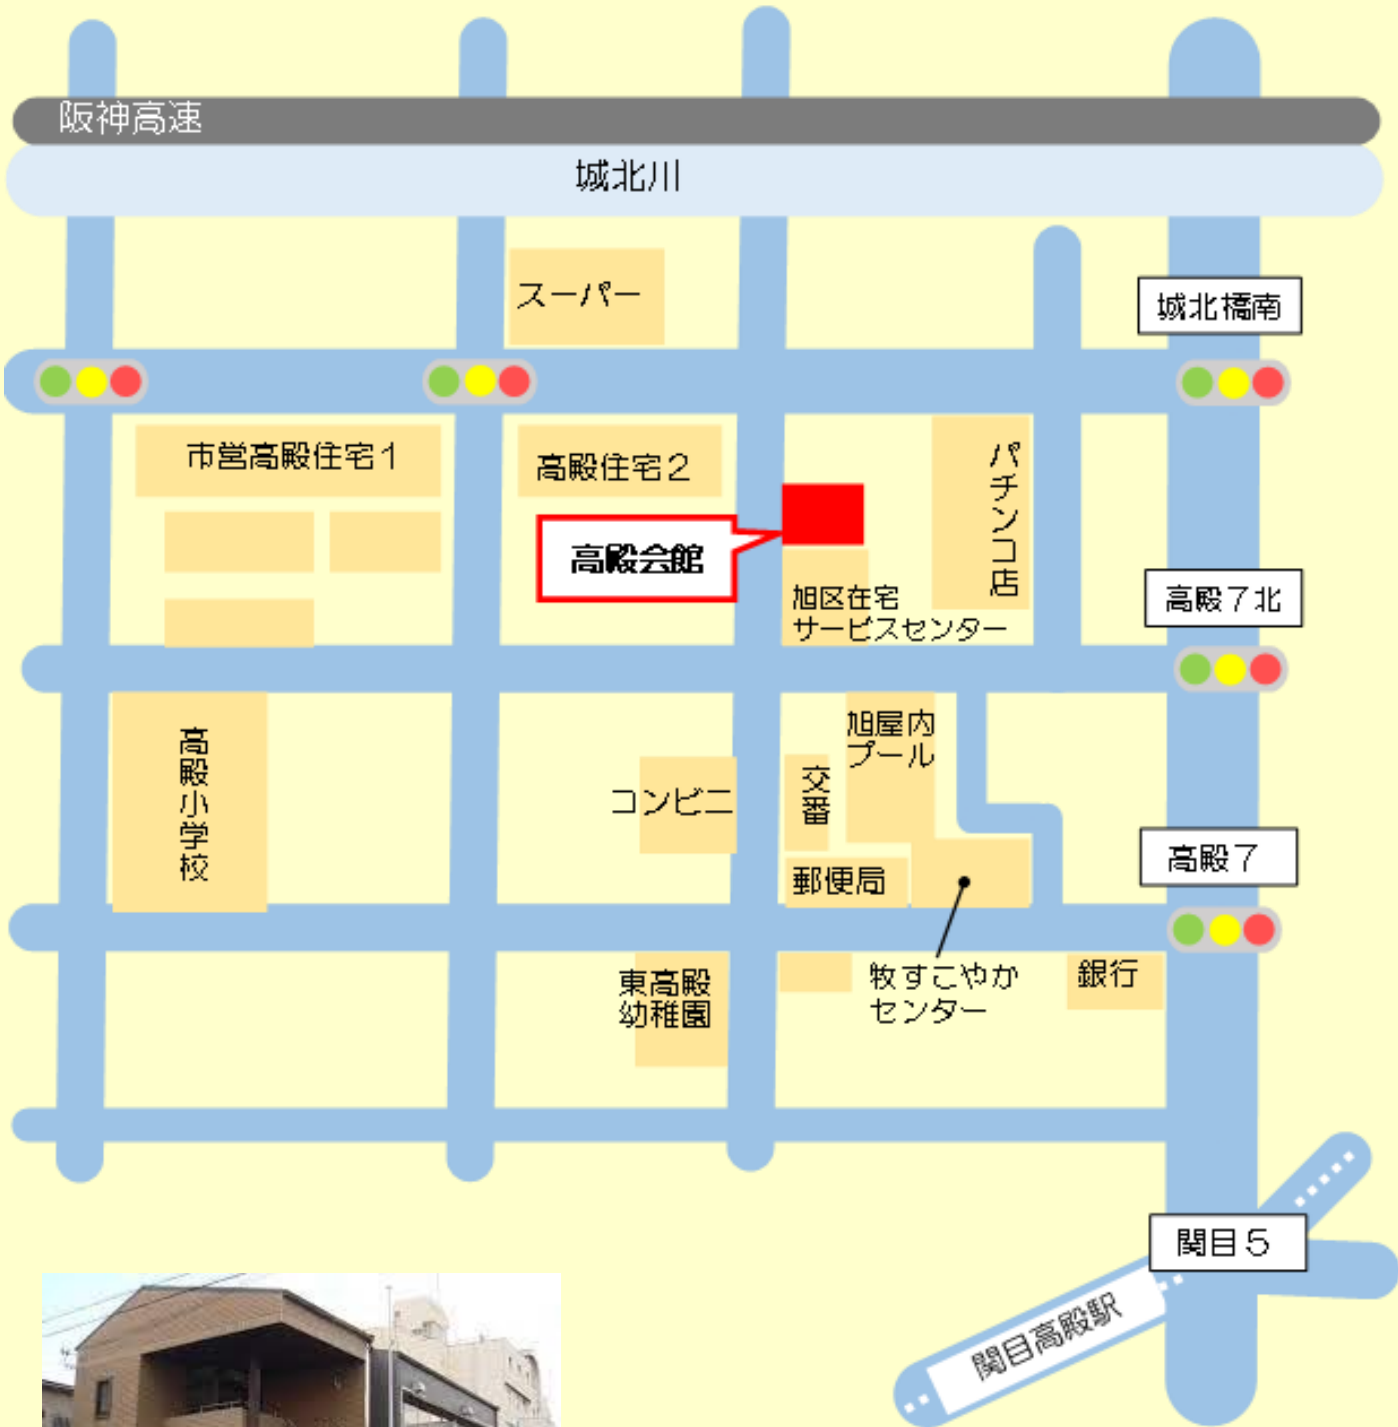 阪神高速
城北川
スーパー
城北橋南
市営高殿住宅1
高殿住宅2
パチンコ店
高殿会館
旭区在宅
サービスセンター
高殿7北
高殿小学校
旭屋内
プール
コンビニ
交番
郵便局
高殿7
東高殿
幼稚園
牧すこやか
センター
銀行
関目5
関目高殿駅